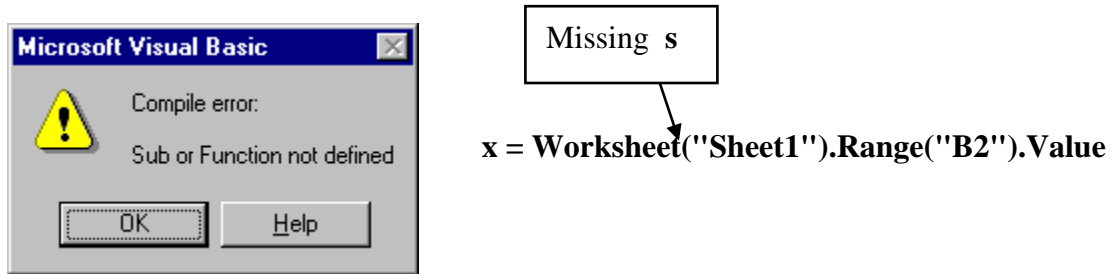 Microsoft Visual Basic
Compile error:
Sub or Function not defined
OK
Help
Missing s
x = Worksheet("Sheet1").Range("B2").Value